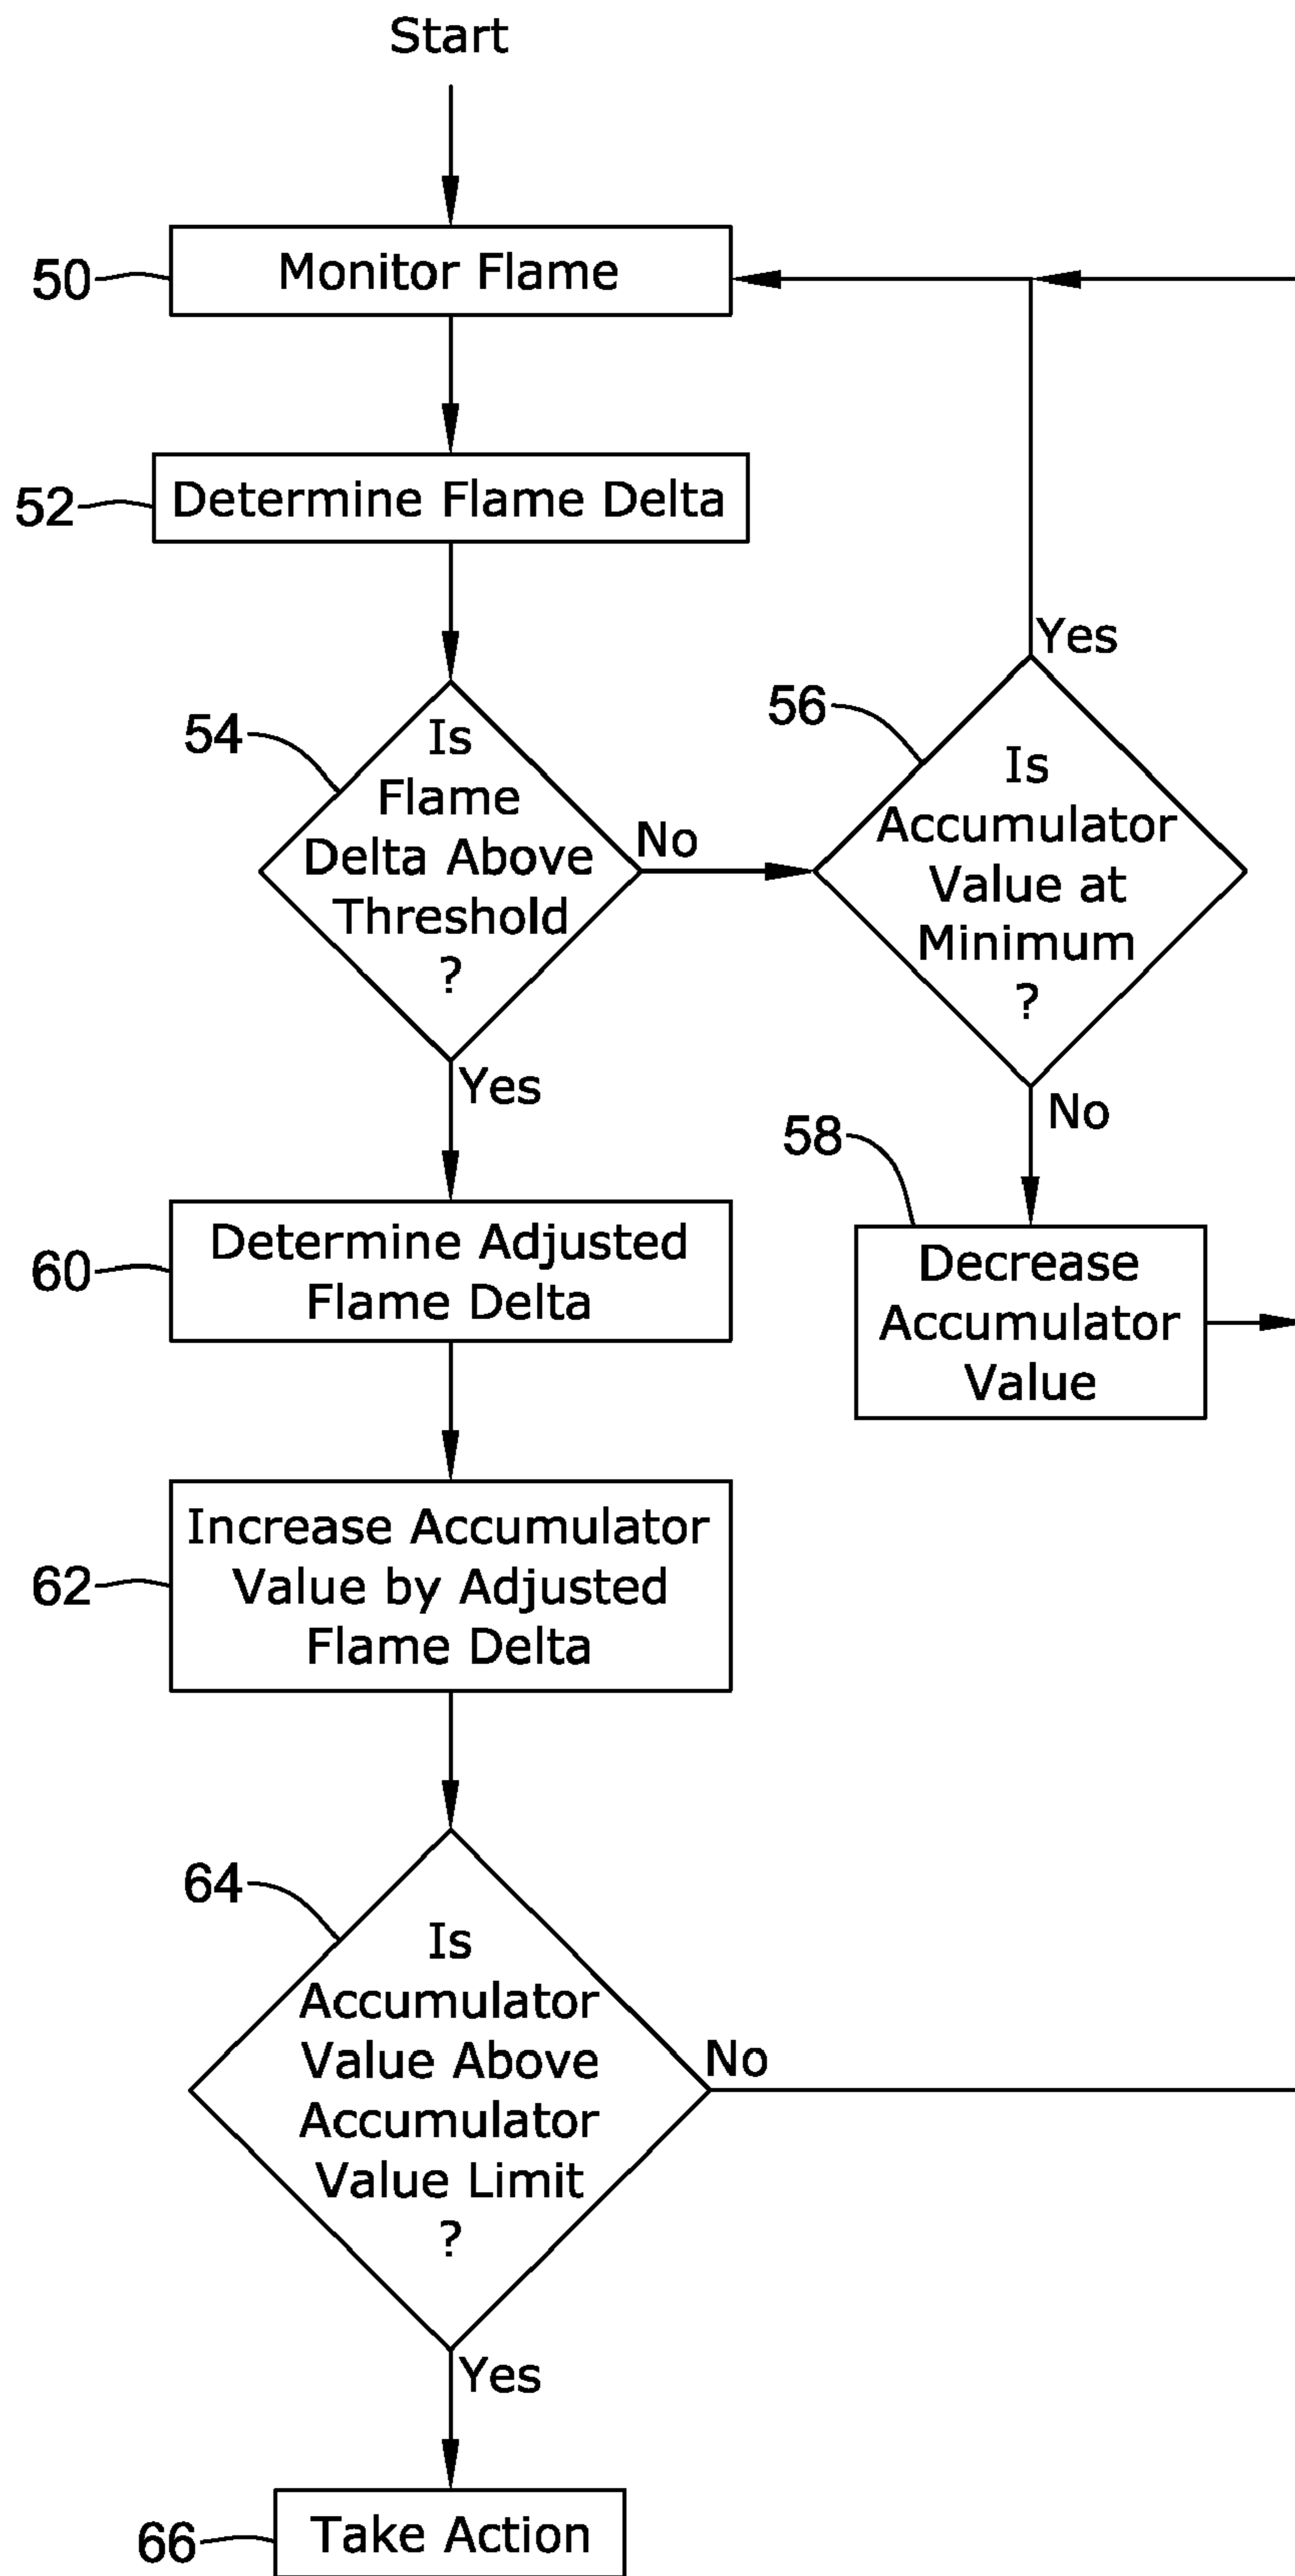 Start
50
Monitor Flame
52
Determine Flame Delta
54
Is
Flame
Delta Above
Threshold
?
No
Yes
56
Is
Accumulator
Value at
Minimum
?
Yes
No
58
Decrease
Accumulator
Value
60
Determine Adjusted
Flame Delta
62
Increase Accumulator
Value by Adjusted
Flame Delta
64
Is
Accumulator
Value Above
Accumulator
Value Limit
?
No
Yes
66
Take Action